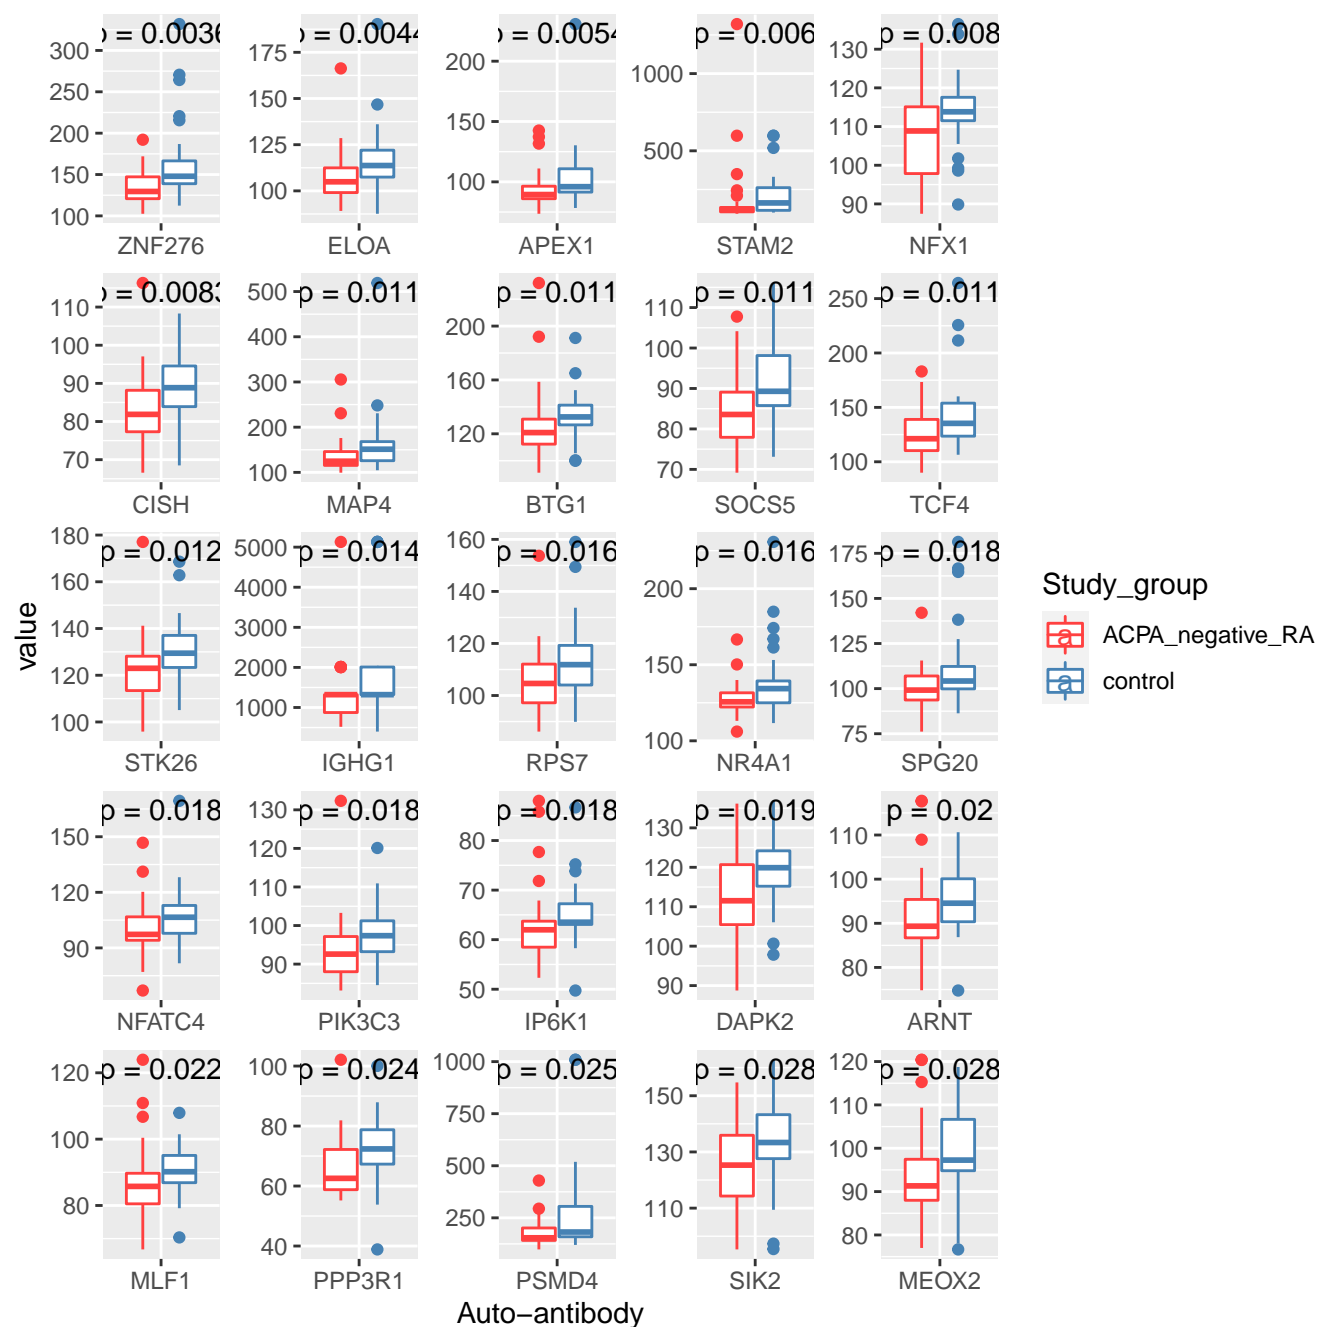 p = 0.0036 p = 0.0044 p = 0.0054 p = 0.006 p = 0.008
300 250 200 150 100
175 150 125 100
200 150 100
1000 500
130 120 110 100 90
ZNF276 ELOA APEX1 STAM2 NFX1
p = 0.0083 p = 0.011 p = 0.011 p = 0.011 p = 0.011
110 100 90 80 70
500 400 300 200 100
200 160 120
110 100 90 80 70
250 200 150 100
CISH MAP4 BTG1 SOCS5 TCF4
p = 0.012 p = 0.014 p = 0.016 p = 0.016 p = 0.018
180 160 140 120 100
5000 4000 3000 2000 1000
160 140 120 100
200 150 100
175 150 125 100 75
STK26 IGHG1 RPS7 NR4A1 SPG20
p = 0.018 p = 0.018 p = 0.018 p = 0.019 p = 0.02
150 120 90
130 120 110 100 90
80 70 60 50
130 120 110 100 90
110 100 90 80
NFATC4 PIK3C3 IP6K1 DAPK2 ARNT
p = 0.022 p = 0.024 p = 0.025 p = 0.028 p = 0.028
120 100 80
100 80 60 40
1000 750 500 250
150 130 110
120 110 100 90 80
MLF1 PPP3R1 PSMD4 SIK2 MEOX2
value
Auto−antibody
Study_group
a ACPA_negative_RA
a control